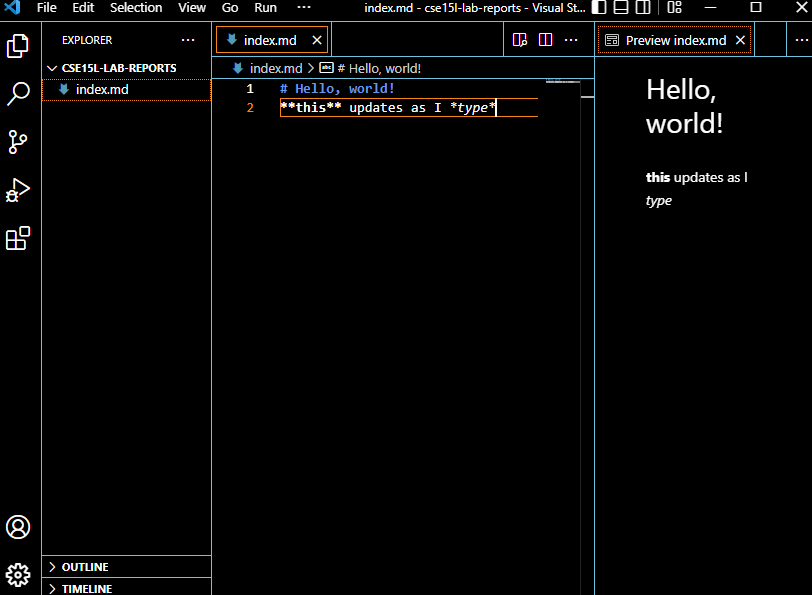 File Edit Selection View Go Run ··· index.md - cse15l-lab-reports - Visual St...
EXPLORER ···
CSE15L-LAB-REPORTS
index.md
OUTLINE
TIMELINE
index.md
index.md > # Hello, world!
1 # Hello, world!
2 **this** updates as I *type*
Preview index.md
Hello,
world!
this updates as I
type